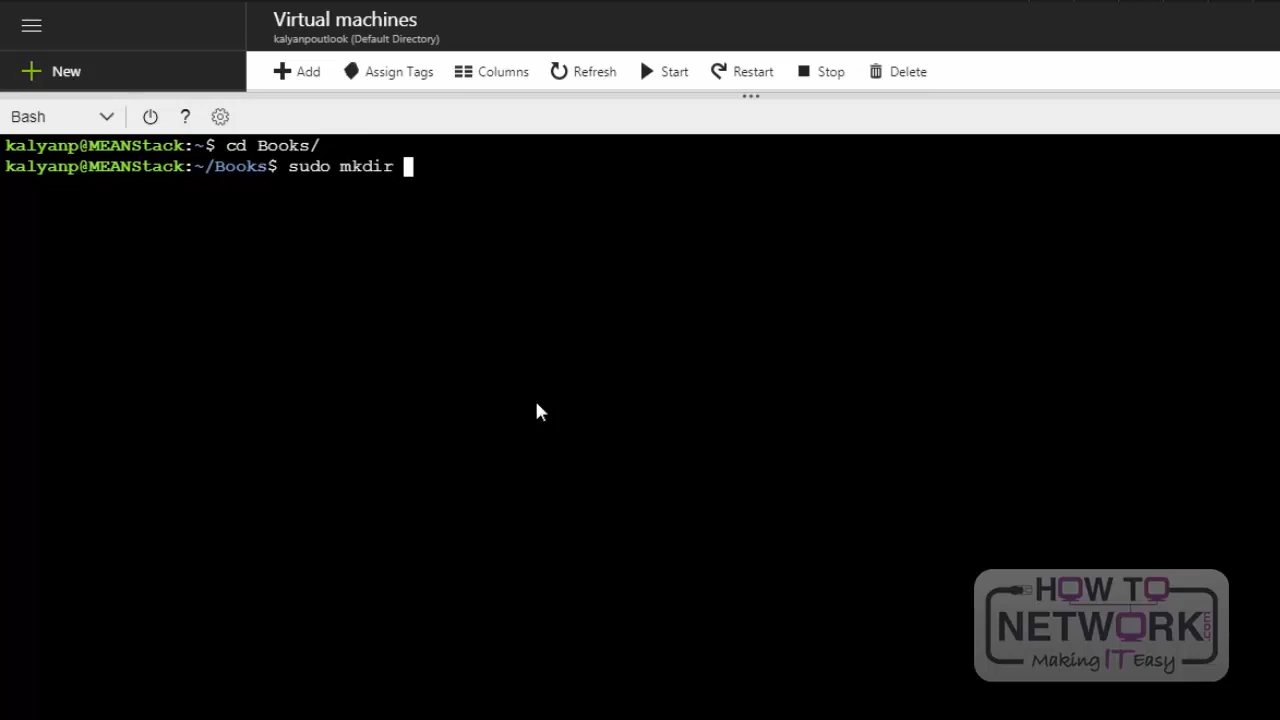 Virtual machines
kalyanpoutlook (Default Directory)
New
Add
Assign Tags
Columns
Refresh
Start
Restart
Stop
Delete
Bash
?
kalyanp@MEANStack:~$ cd Books/
kalyanp@MEANStack:~/Books$ sudo mkdir
HOW TO
NETWORK.com
Making IT Easy